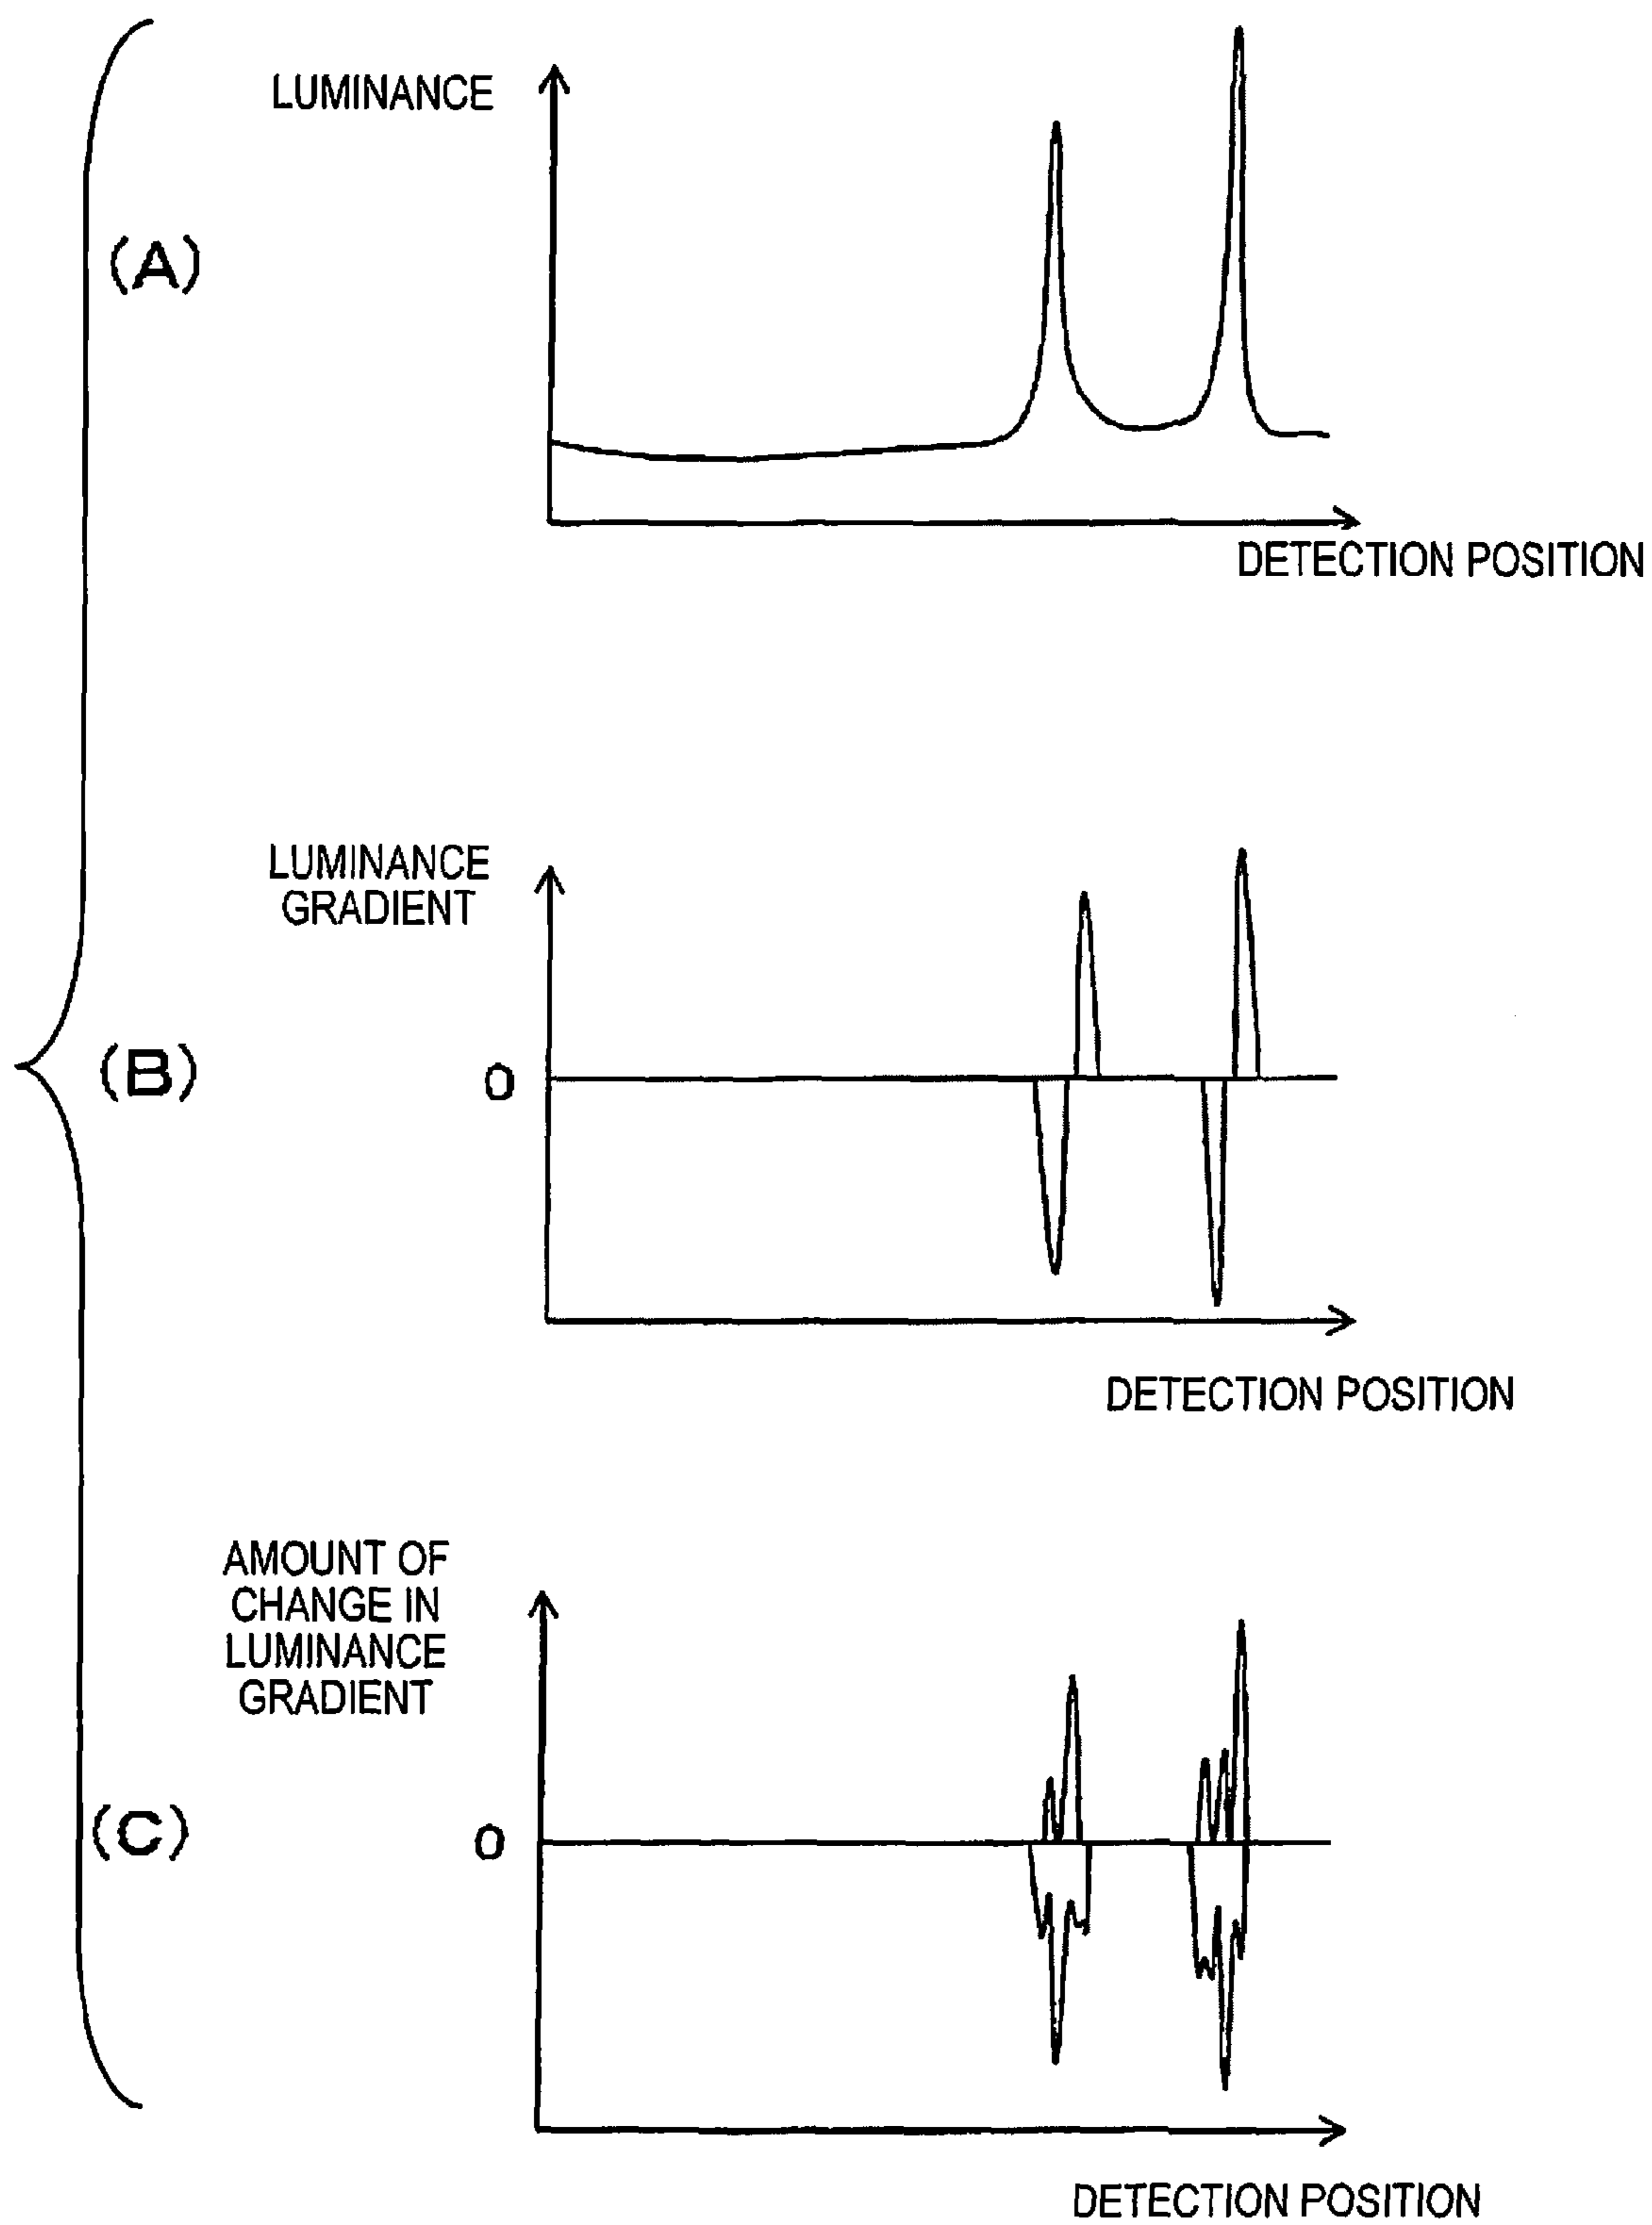 LUMINANCE
(A)
DETECTION POSITION
LUMINANCE
GRADIENT
(B)
0
DETECTION POSITION
AMOUNT OF
CHANGE IN
LUMINANCE
GRADIENT
(C)
0
DETECTION POSITION